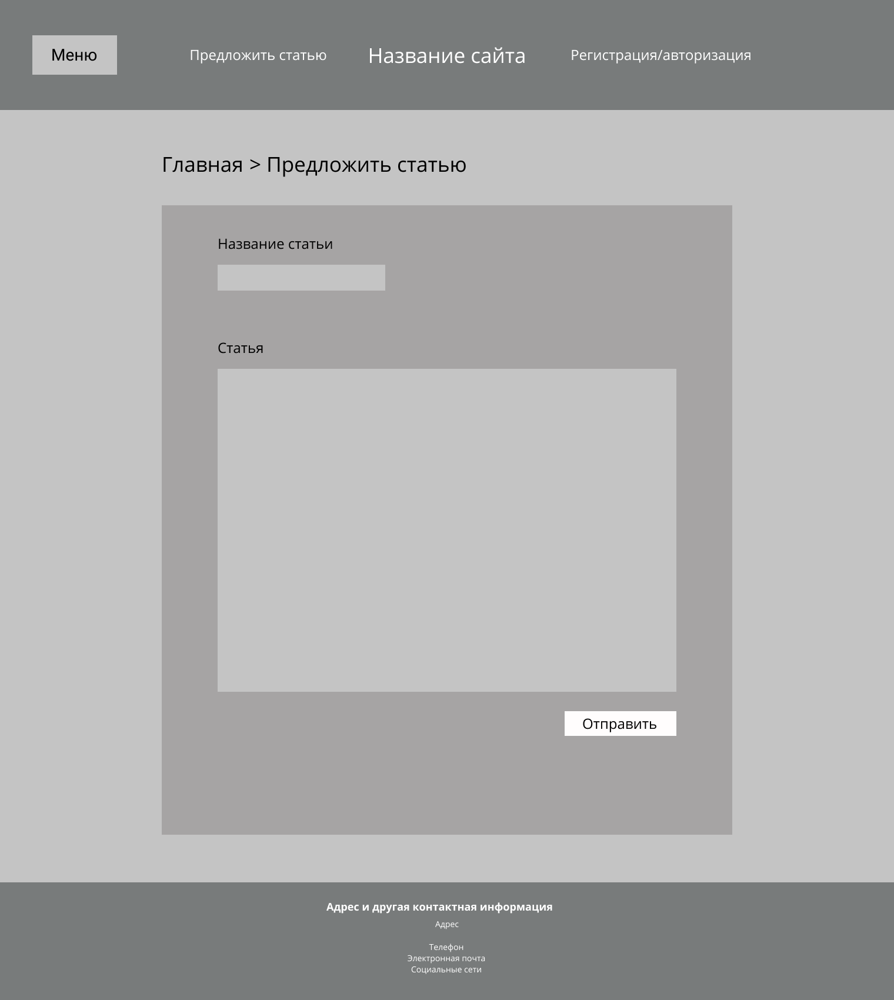 Меню
Предложить статью
Название сайта
Регистрация/авторизация
Главная > Предложить статью
Название статьи
Статья
Отправить
Адрес и другая контактная информация
Адрес
Телефон
Электронная почта
Социальные сети